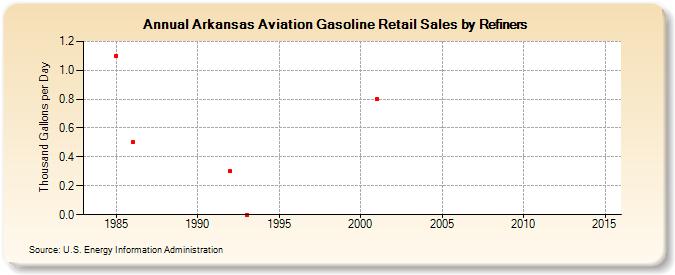 Annual Arkansas Aviation Gasoline Retail Sales by Refiners
Thousand Gallons per Day
1.2
1.0
0.8
0.6
0.4
0.2
0.0
1985 1990 1995 2000 2005 2010 2015
Source: U.S. Energy Information Administration